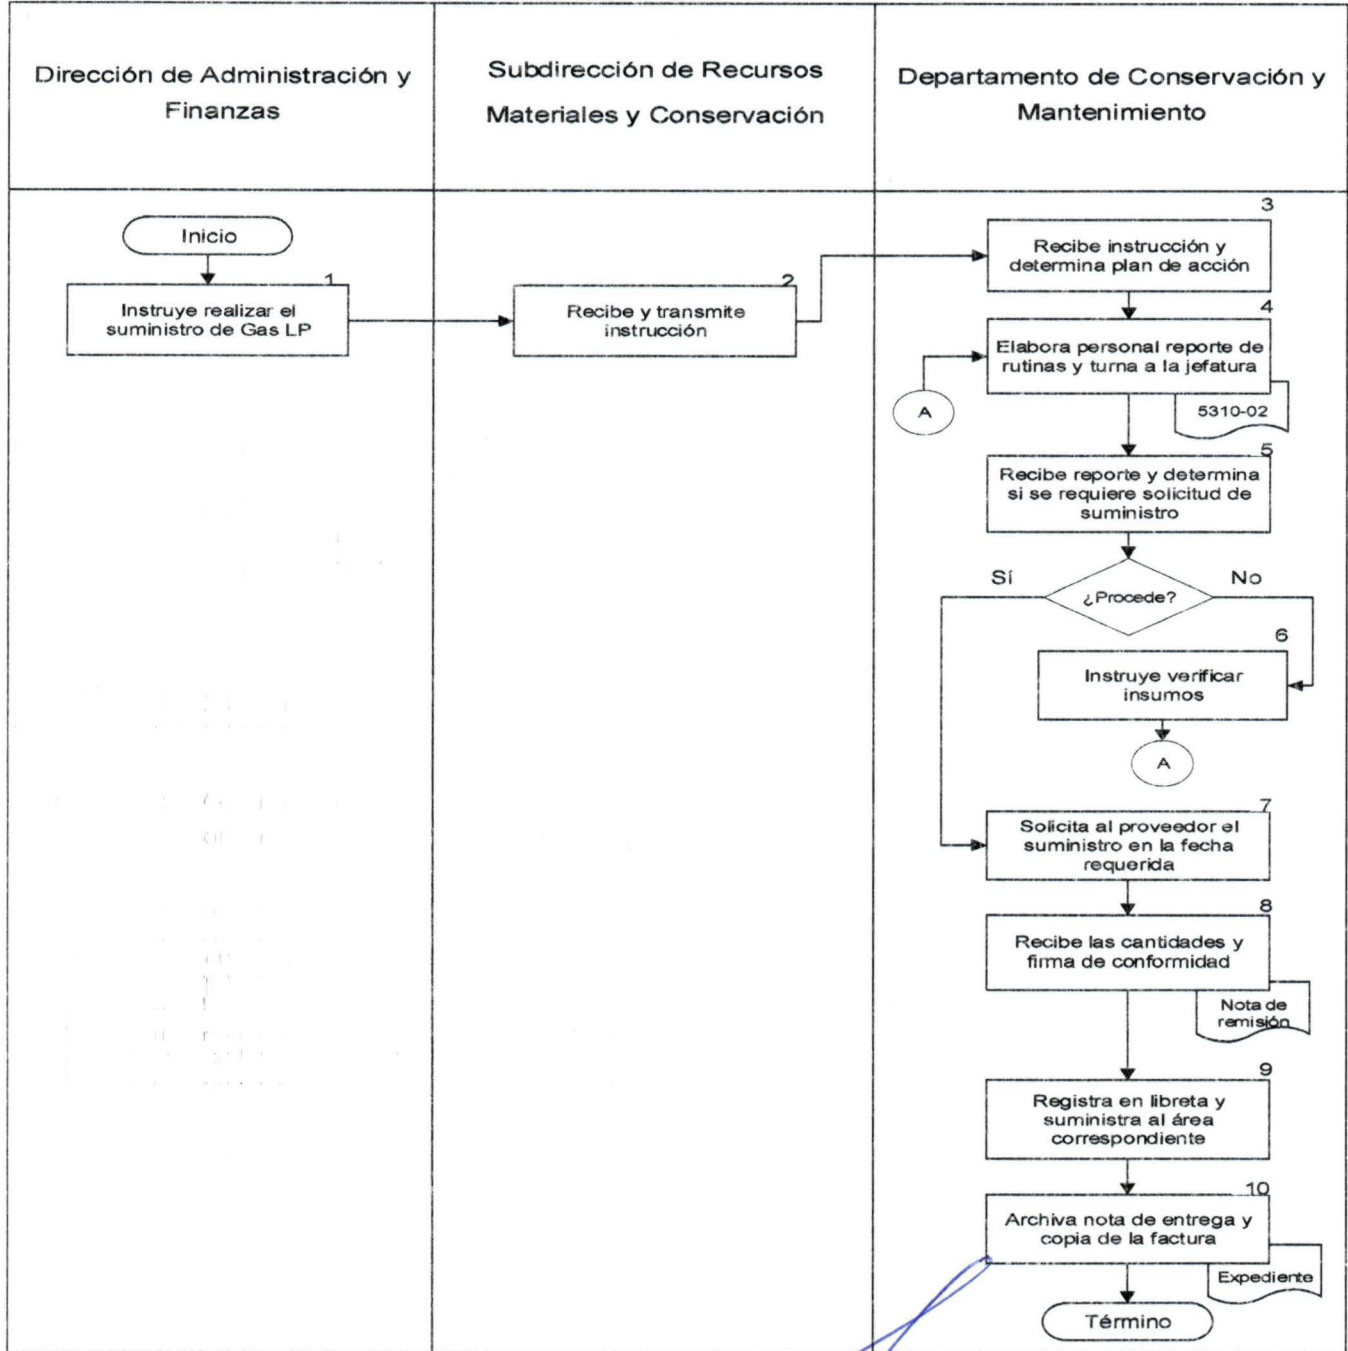 Dirección de Administración y
Finanzas
Subdirección de Recursos
Materiales y Conservación
Departamento de Conservación y
Mantenimiento
Inicio
1
Instruye realizar el
suministro de Gas LP
2
Recibe y transmite
instrucción
3
Recibe instrucción y
determina plan de acción
4
Elabora personal reporte de
rutinas y turna a la jefatura
A
5310-02
5
Recibe reporte y determina
si se requiere solicitud de
suministro
Sí
¿Procede?
No
6
Instruye verificar
insumos
A
7
Solicita al proveedor el
suministro en la fecha
requerida
8
Recibe las cantidades y
firma de conformidad
Nota de
remisión
9
Registra en libreta y
suministra al área
correspondiente
10
Archiva nota de entrega y
copia de la factura
Expediente
Término